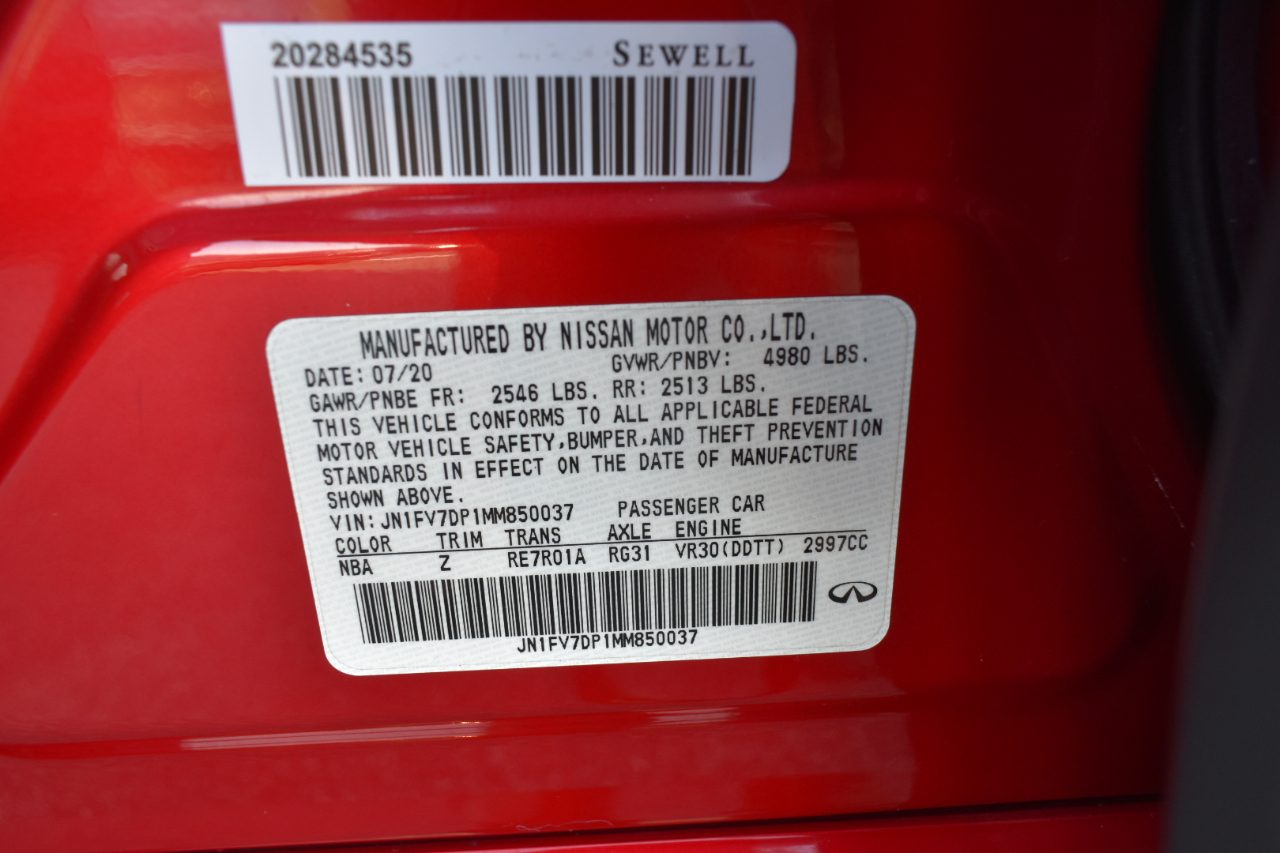 20284535 SEWELL
MANUFACTURED BY NISSAN MOTOR CO.,LTD.
DATE: 07/20 GVWR/PNBV: 4980 LBS.
GAWR/PNBE FR: 2546 LBS. RR: 2513 LBS.
THIS VEHICLE CONFORMS TO ALL APPLICABLE FEDERAL
MOTOR VEHICLE SAFETY,BUMPER,AND THEFT PREVENTION
STANDARDS IN EFFECT ON THE DATE OF MANUFACTURE
SHOWN ABOVE.
VIN: JN1FV7DP1MM850037 PASSENGER CAR
COLOR TRIM TRANS AXLE ENGINE
NBA Z RE7R01A RG31 VR30(DDTT) 2997CC
JN1FV7DP1MM850037